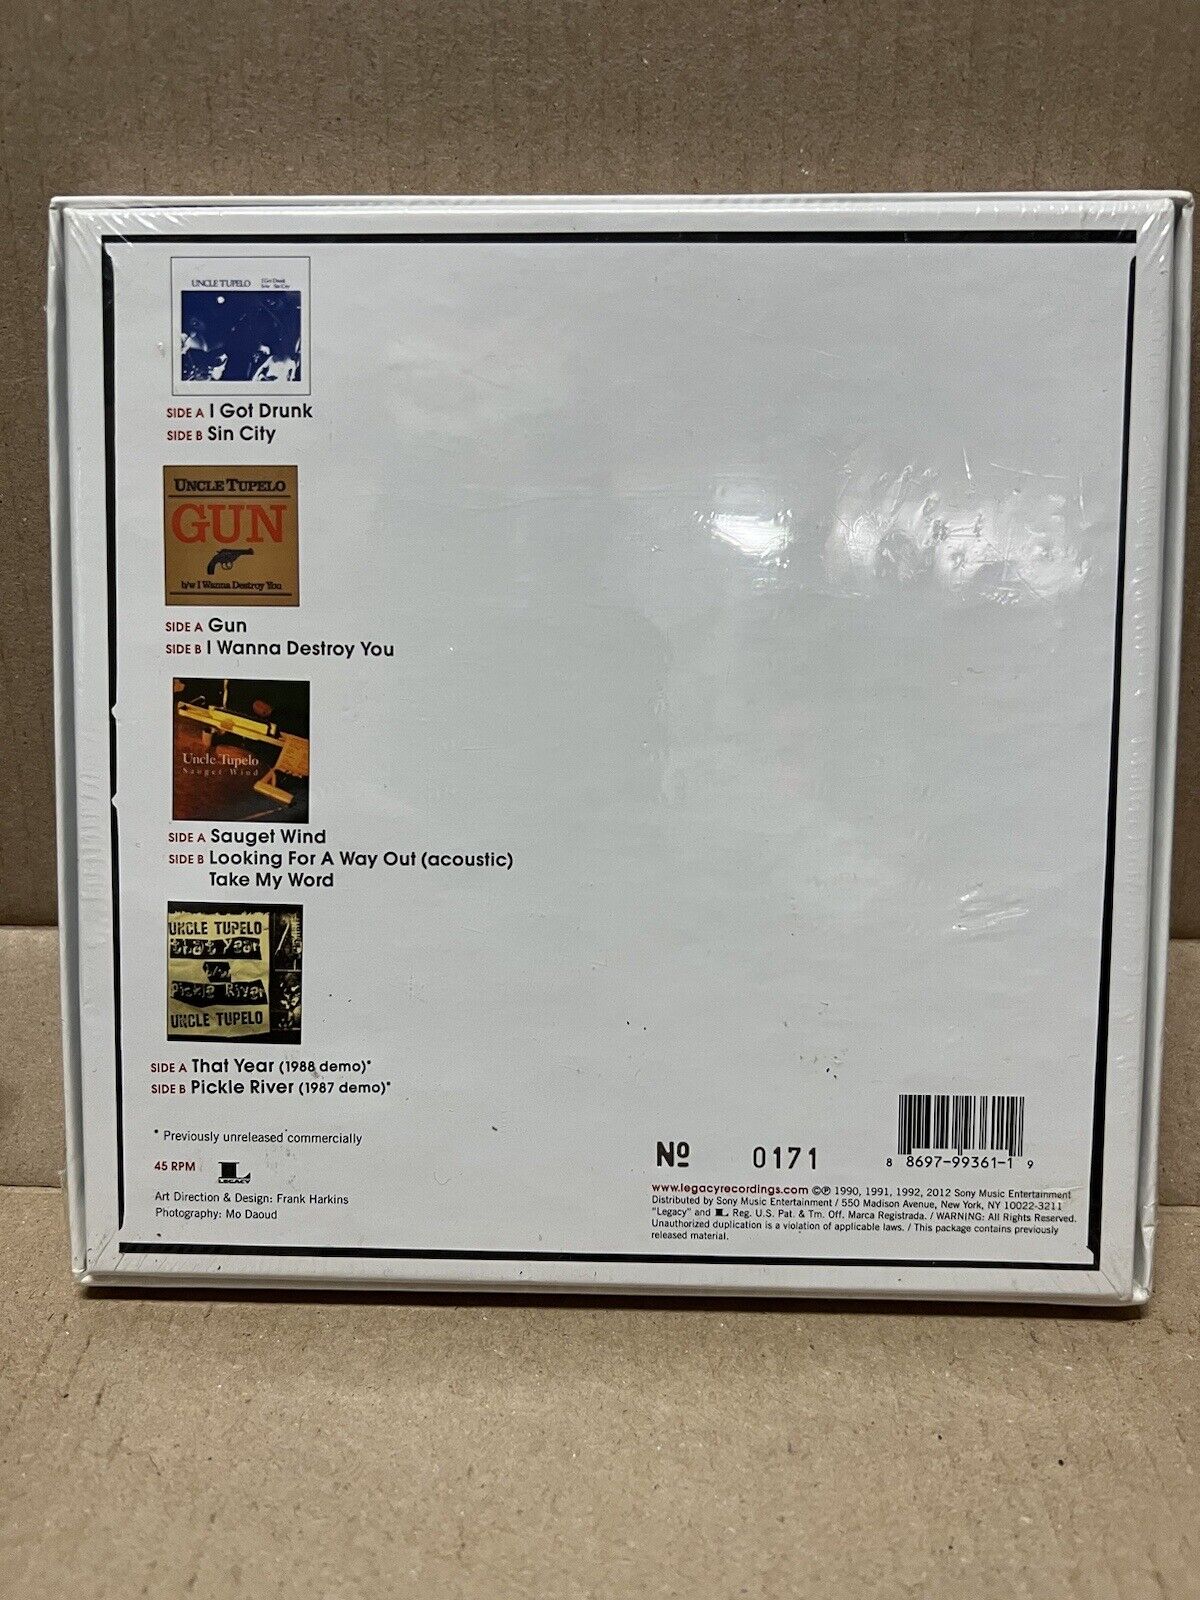 UNCLE TUPELO I Got Drunk
b/w Sin City
SIDE A I Got Drunk
SIDE B Sin City
UNCLE TUPELO
GUN
b/w I Wanna Destroy You
SIDE A Gun
SIDE B I Wanna Destroy You
Uncle Tupelo
Sauget Wind
SIDE A Sauget Wind
SIDE B Looking For A Way Out (acoustic)
Take My Word
UNCLE TUPELO
that Year
b/w
Pickle River
UNCLE TUPELO
SIDE A That Year (1988 demo)*
SIDE B Pickle River (1987 demo)*
* Previously unreleased commercially
45 RPM L
LEGACY
Art Direction & Design: Frank Harkins
Photography: Mo Daoud
Nº 0171
8 8697-99361-1 9
www.legacyrecordings.com ©℗ 1990, 1991, 1992, 2012 Sony Music Entertainment
Distributed by Sony Music Entertainment / 550 Madison Avenue, New York, NY 10022-3211
"Legacy" and L Reg. U.S. Pat. & Tm. Off. Marca Registrada. / WARNING: All Rights Reserved.
Unauthorized duplication is a violation of applicable laws. / This package contains previously
released material.